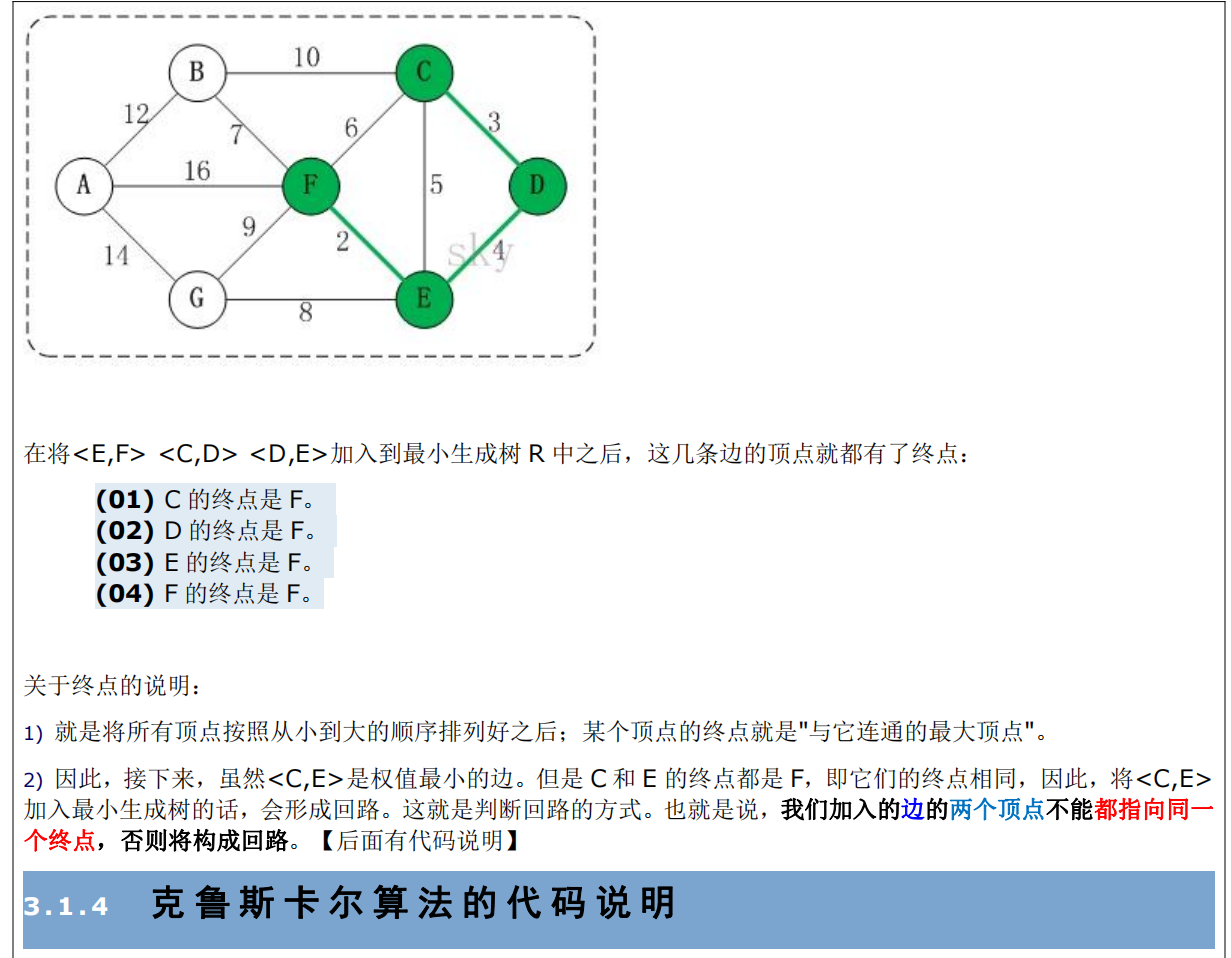 B
10
C
12
7
6
3
A
16
F
5
D
14
9
2
sky
4
G
8
E
在将<E,F> <C,D> <D,E>加入到最小生成树 R 中之后，这几条边的顶点就都有了终点：
(01) C 的终点是 F。
(02) D 的终点是 F。
(03) E 的终点是 F。
(04) F 的终点是 F。
关于终点的说明：
1) 就是将所有顶点按照从小到大的顺序排列好之后；某个顶点的终点就是"与它连通的最大顶点"。
2) 因此，接下来，虽然<C,E>是权值最小的边。但是 C 和 E 的终点都是 F，即它们的终点相同，因此，将<C,E>
加入最小生成树的话，会形成回路。这就是判断回路的方式。也就是说，我们加入的边的两个顶点不能都指向同一
个终点，否则将构成回路。【后面有代码说明】
3.1.4 克鲁斯卡尔算法的代码说明